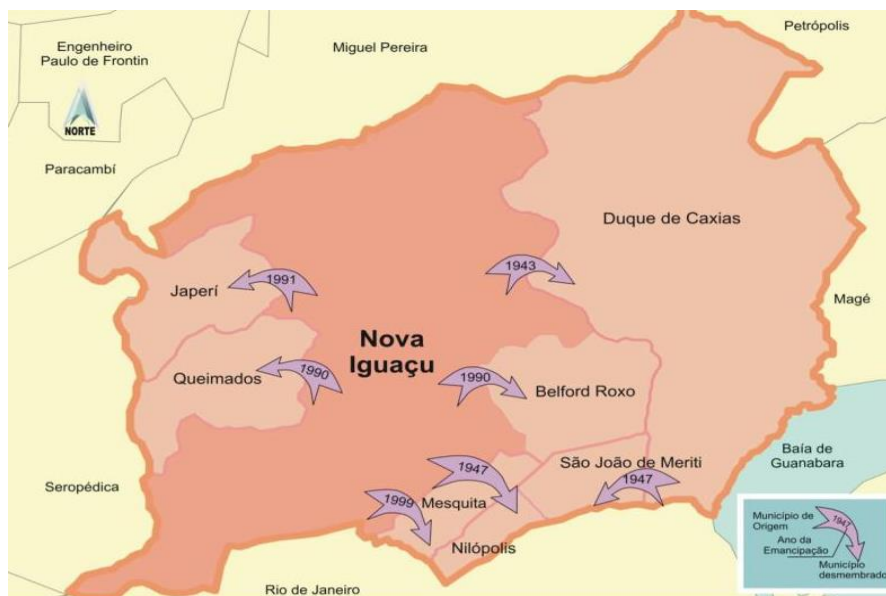 Petrópolis
Engenheiro
Paulo de Frontin
Miguel Pereira
NORTE
Paracambí
Duque de Caxias
1943
Japerí
1991
Magé
Nova
Iguaçu
Queimados
1990
1990
Belford Roxo
Baía de
Guanabara
São João de Meriti
1947
1947
Seropédica
Mesquita
1999
Nilópolis
Rio de Janeiro
Município de
Origem
1947
Ano da
Emancipação
Município
desmembrado